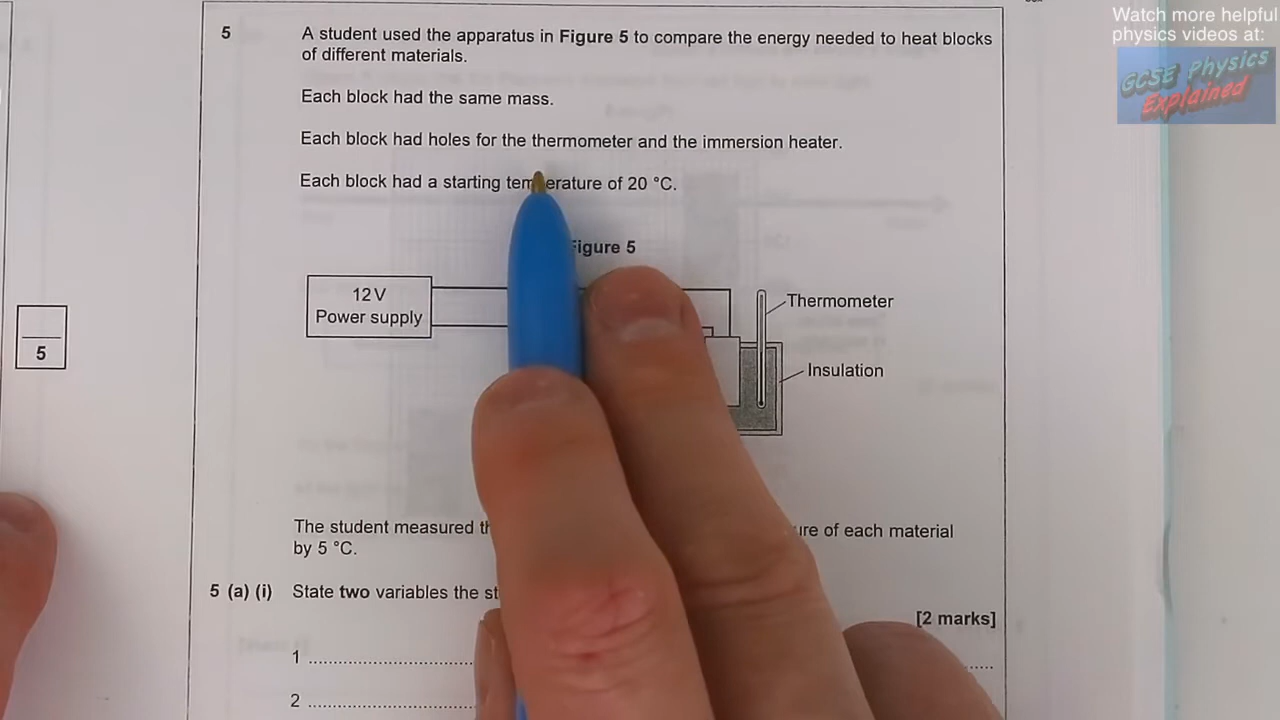 Watch more helpful
physics videos at:
GCSE Physics
Explained
5 A student used the apparatus in Figure 5 to compare the energy needed to heat blocks
of different materials.
Each block had the same mass.
Each block had holes for the thermometer and the immersion heater.
Each block had a starting temperature of 20 °C.
Figure 5
12 V
Power supply
Thermometer
Insulation
5
The student measured of each material
by 5 °C.
5 (a) (i) State two variables the
[2 marks]
1
2